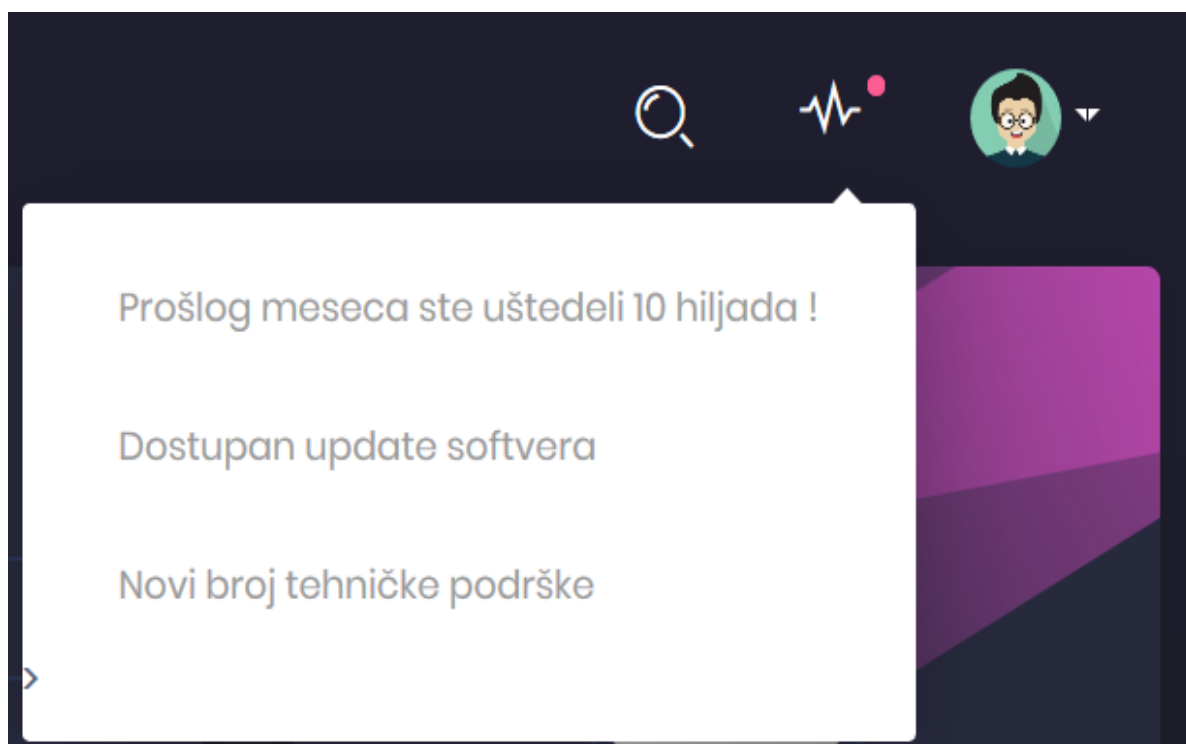 Prošlog meseca ste uštedeli 10 hiljada !
Dostupan update softvera
Novi broj tehničke podrške